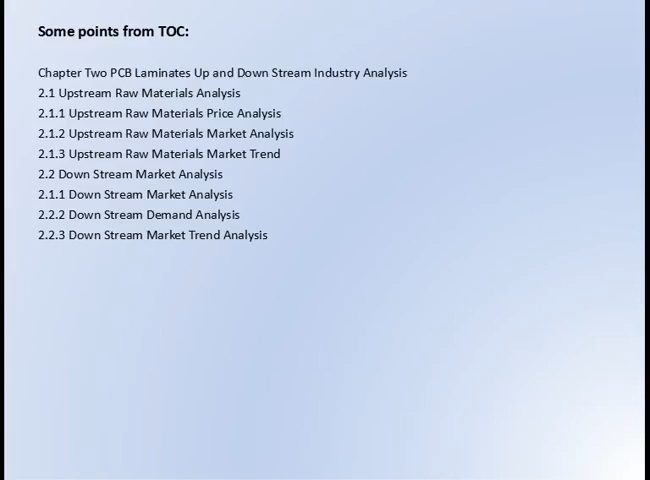 Some points from TOC:
Chapter Two PCB Laminates Up and Down Stream Industry Analysis
2.1 Upstream Raw Materials Analysis
2.1.1 Upstream Raw Materials Price Analysis
2.1.2 Upstream Raw Materials Market Analysis
2.1.3 Upstream Raw Materials Market Trend
2.2 Down Stream Market Analysis
2.1.1 Down Stream Market Analysis
2.2.2 Down Stream Demand Analysis
2.2.3 Down Stream Market Trend Analysis